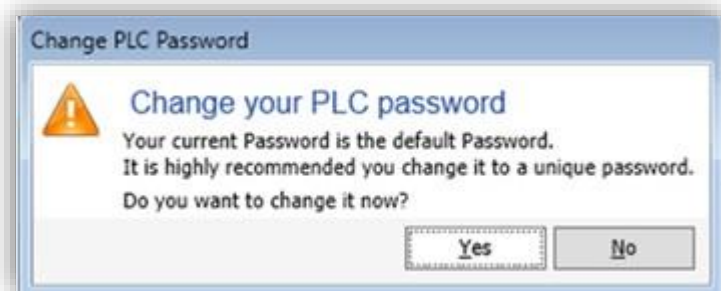 Change PLC Password
Change your PLC password
Your current Password is the default Password.
It is highly recommended you change it to a unique password.
Do you want to change it now?
Yes
No